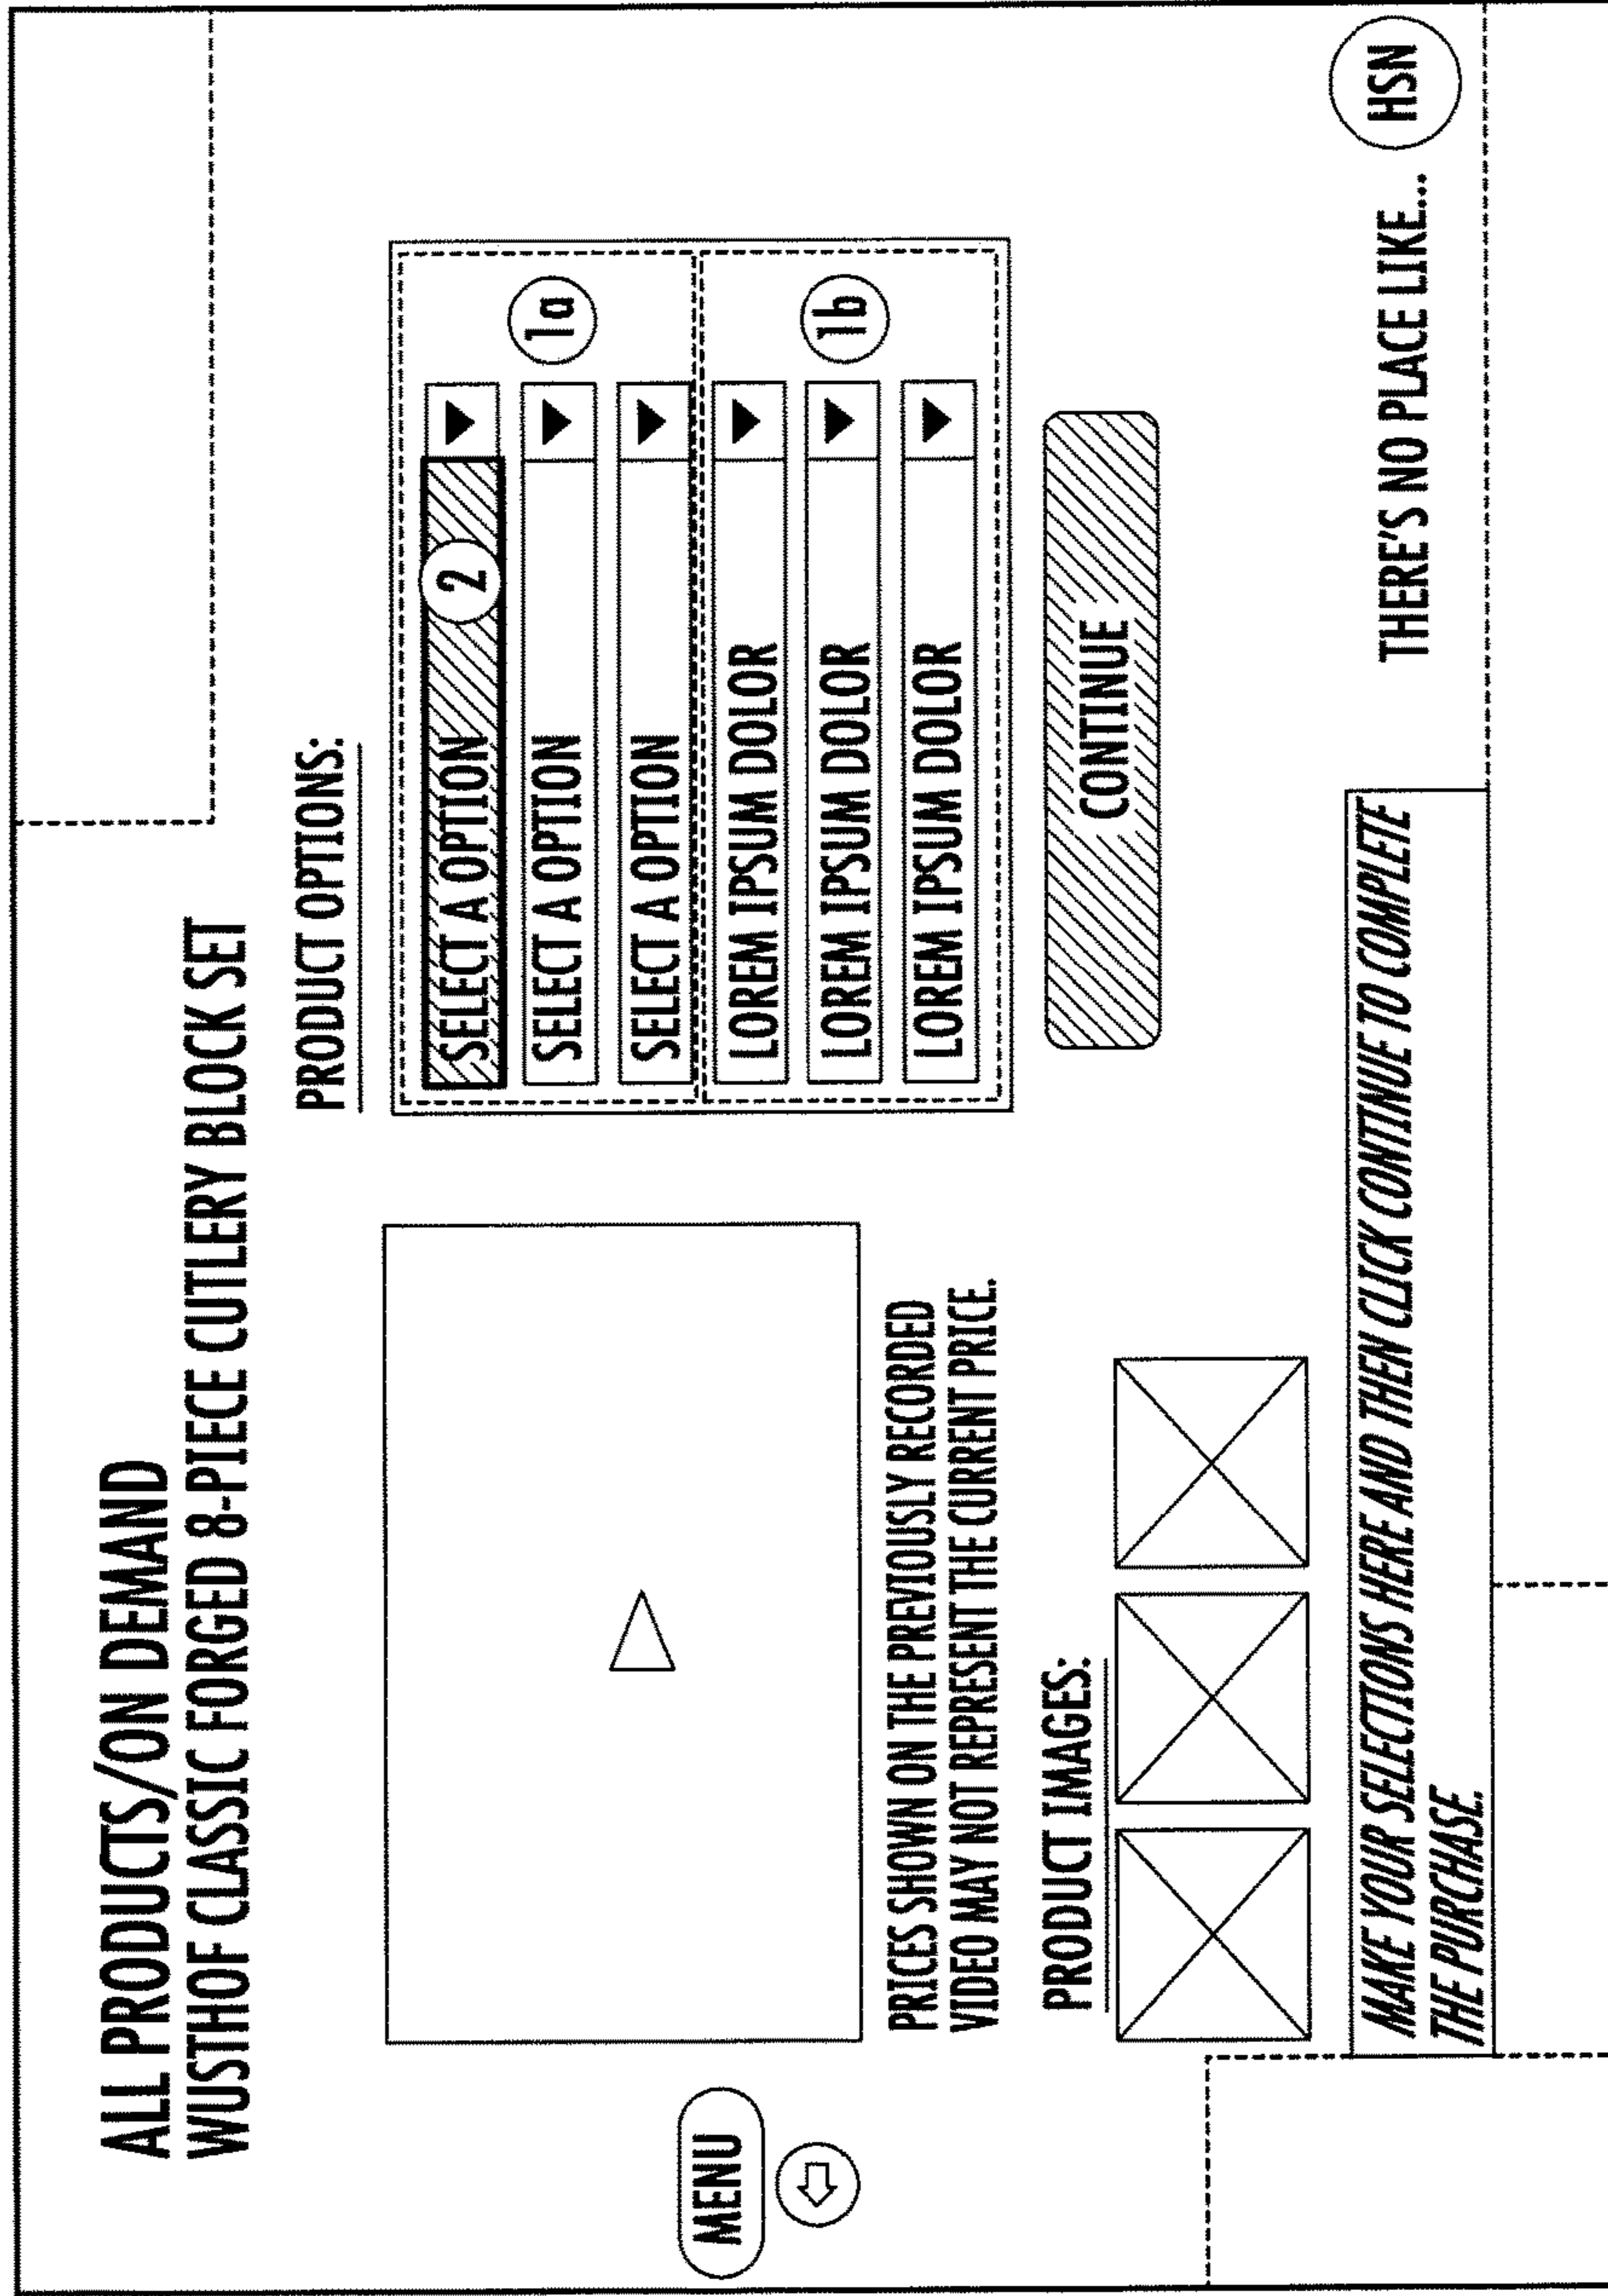 ALL PRODUCTS/ON DEMAND
WUSTHOF CLASSIC FORGED 8-PIECE CUTLERY BLOCK SET
MENU
PRICES SHOWN ON THE PREVIOUSLY RECORDED
VIDEO MAY NOT REPRESENT THE CURRENT PRICE.
PRODUCT IMAGES:
PRODUCT OPTIONS:
SELECT A OPTION 2
SELECT A OPTION 1a
SELECT A OPTION
LOREM IPSUM DOLOR
LOREM IPSUM DOLOR 1b
LOREM IPSUM DOLOR
CONTINUE
MAKE YOUR SELECTIONS HERE AND THEN CLICK CONTINUE TO COMPLETE
THE PURCHASE.
THERE'S NO PLACE LIKE... HSN